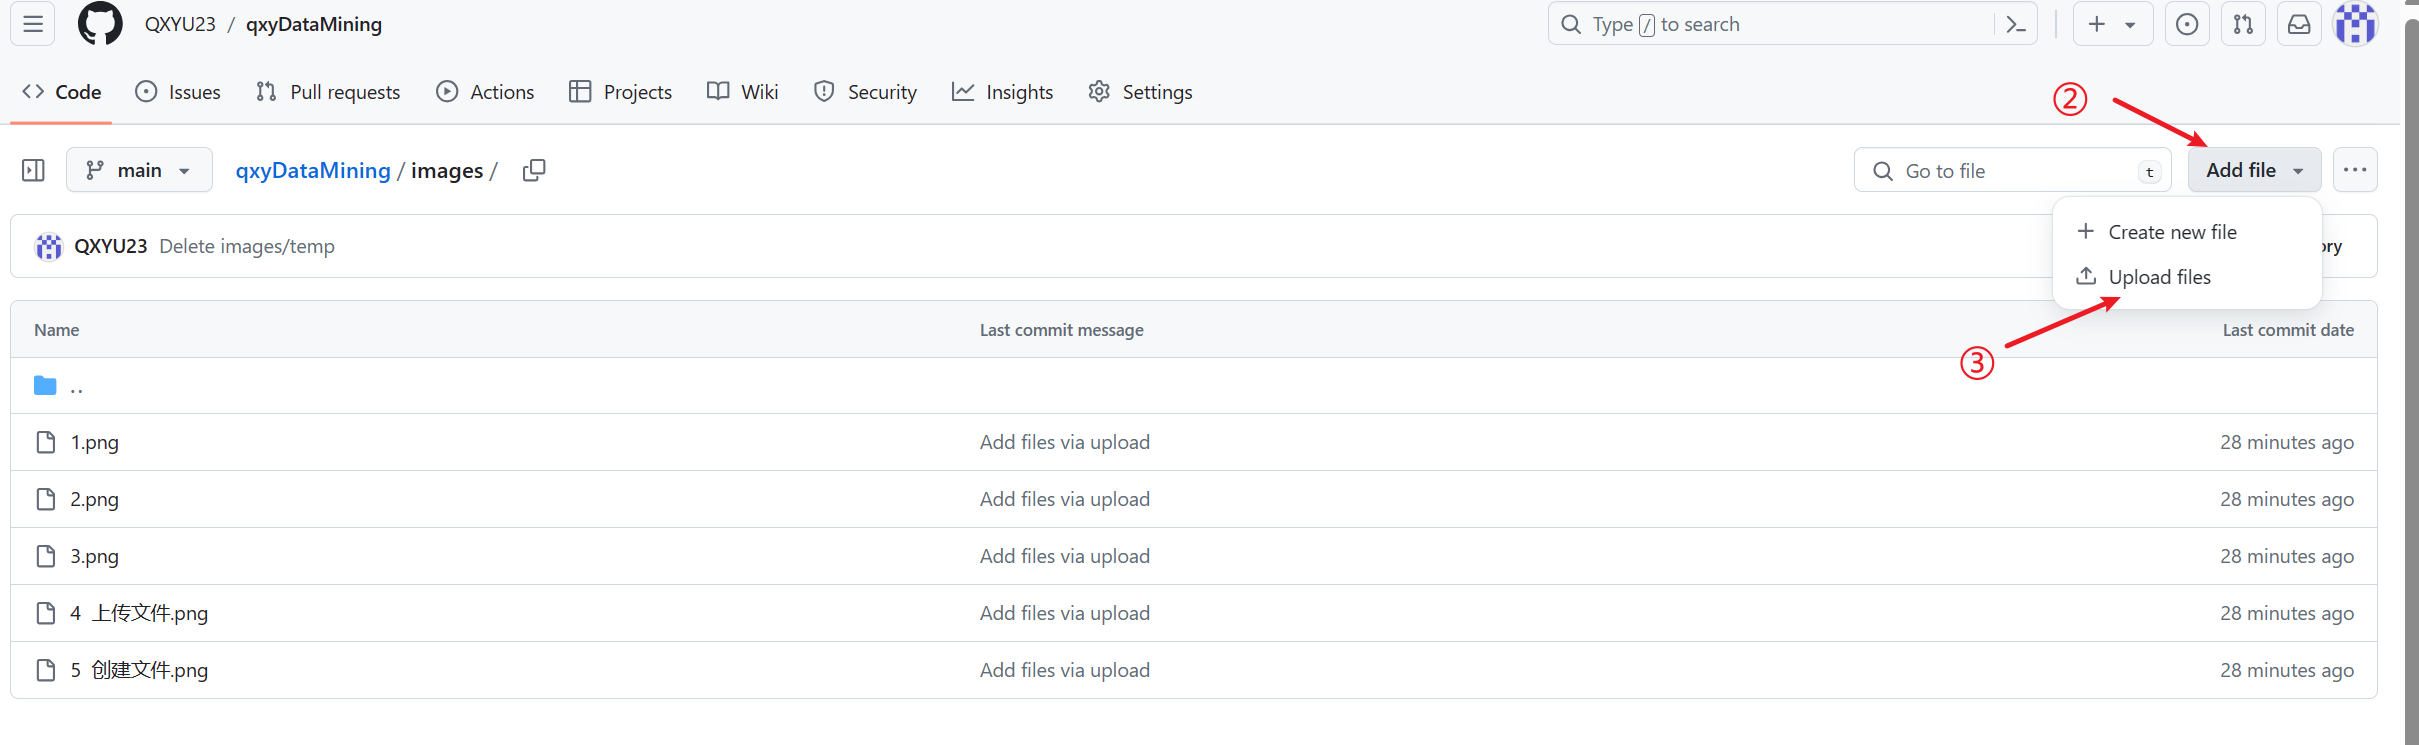 QXYU23 / qxyDataMining
Type / to search
Code Issues Pull requests Actions Projects Wiki Security Insights Settings
②
main
qxyDataMining / images /
Go to file t
Add file
QXYU23 Delete images/temp
Create new file
Upload files
③
Name Last commit message Last commit date
..
1.png Add files via upload 28 minutes ago
2.png Add files via upload 28 minutes ago
3.png Add files via upload 28 minutes ago
4 上传文件.png Add files via upload 28 minutes ago
5 创建文件.png Add files via upload 28 minutes ago